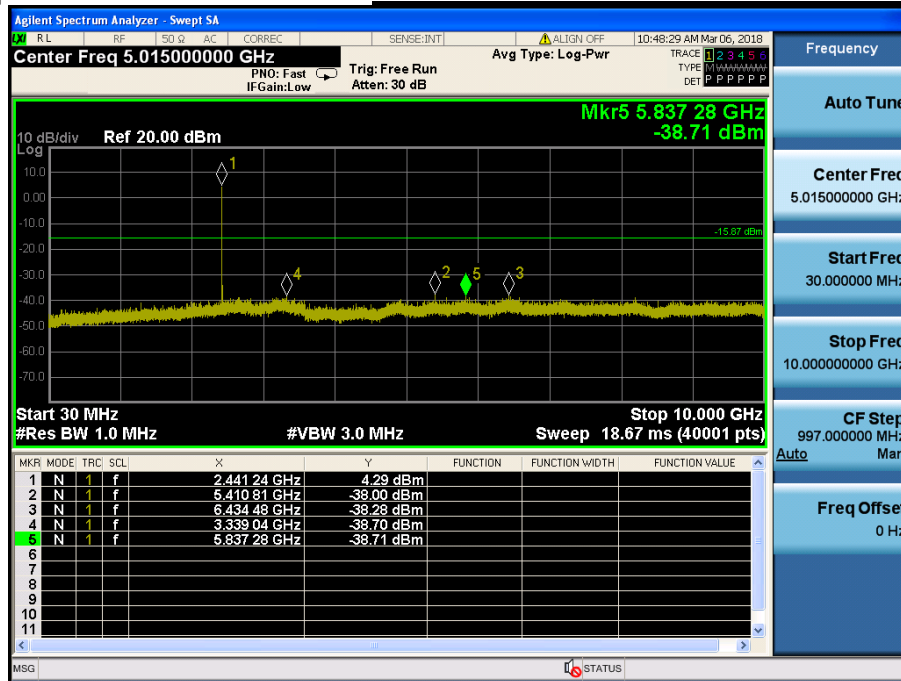 Agilent Spectrum Analyzer - Swept SA
LXI RL RF 50 Ω AC CORREC SENSE:INT ALIGN OFF 10:48:29 AM Mar 06, 2018
Center Freq 5.015000000 GHz
PNO: Fast
IFGain:Low
Trig: Free Run
Atten: 30 dB
Avg Type: Log-Pwr
TRACE 1 2 3 4 5 6
TYPE M
DET P P P P P P
Mkr5 5.837 28 GHz
-38.71 dBm
10 dB/div Ref 20.00 dBm
Log
10.0
0.00
-10.0
-20.0
-30.0
-40.0
-50.0
-60.0
-70.0
1
-15.87 dBm
4
2
5
3
Start 30 MHz Stop 10.000 GHz
#Res BW 1.0 MHz #VBW 3.0 MHz Sweep 18.67 ms (40001 pts)
MKR MODE TRC SCL X Y FUNCTION FUNCTION WIDTH FUNCTION VALUE
1 N 1 f 2.441 24 GHz 4.29 dBm
2 N 1 f 5.410 81 GHz -38.00 dBm
3 N 1 f 6.434 48 GHz -38.28 dBm
4 N 1 f 3.339 04 GHz -38.70 dBm
5 N 1 f 5.837 28 GHz -38.71 dBm
6
7
8
9
10
11
MSG STATUS
Frequency
Auto Tune
Center Freq
5.015000000 GHz
Start Freq
30.000000 MHz
Stop Freq
10.000000000 GHz
CF Step
997.000000 MHz
Auto Man
Freq Offset
0 Hz